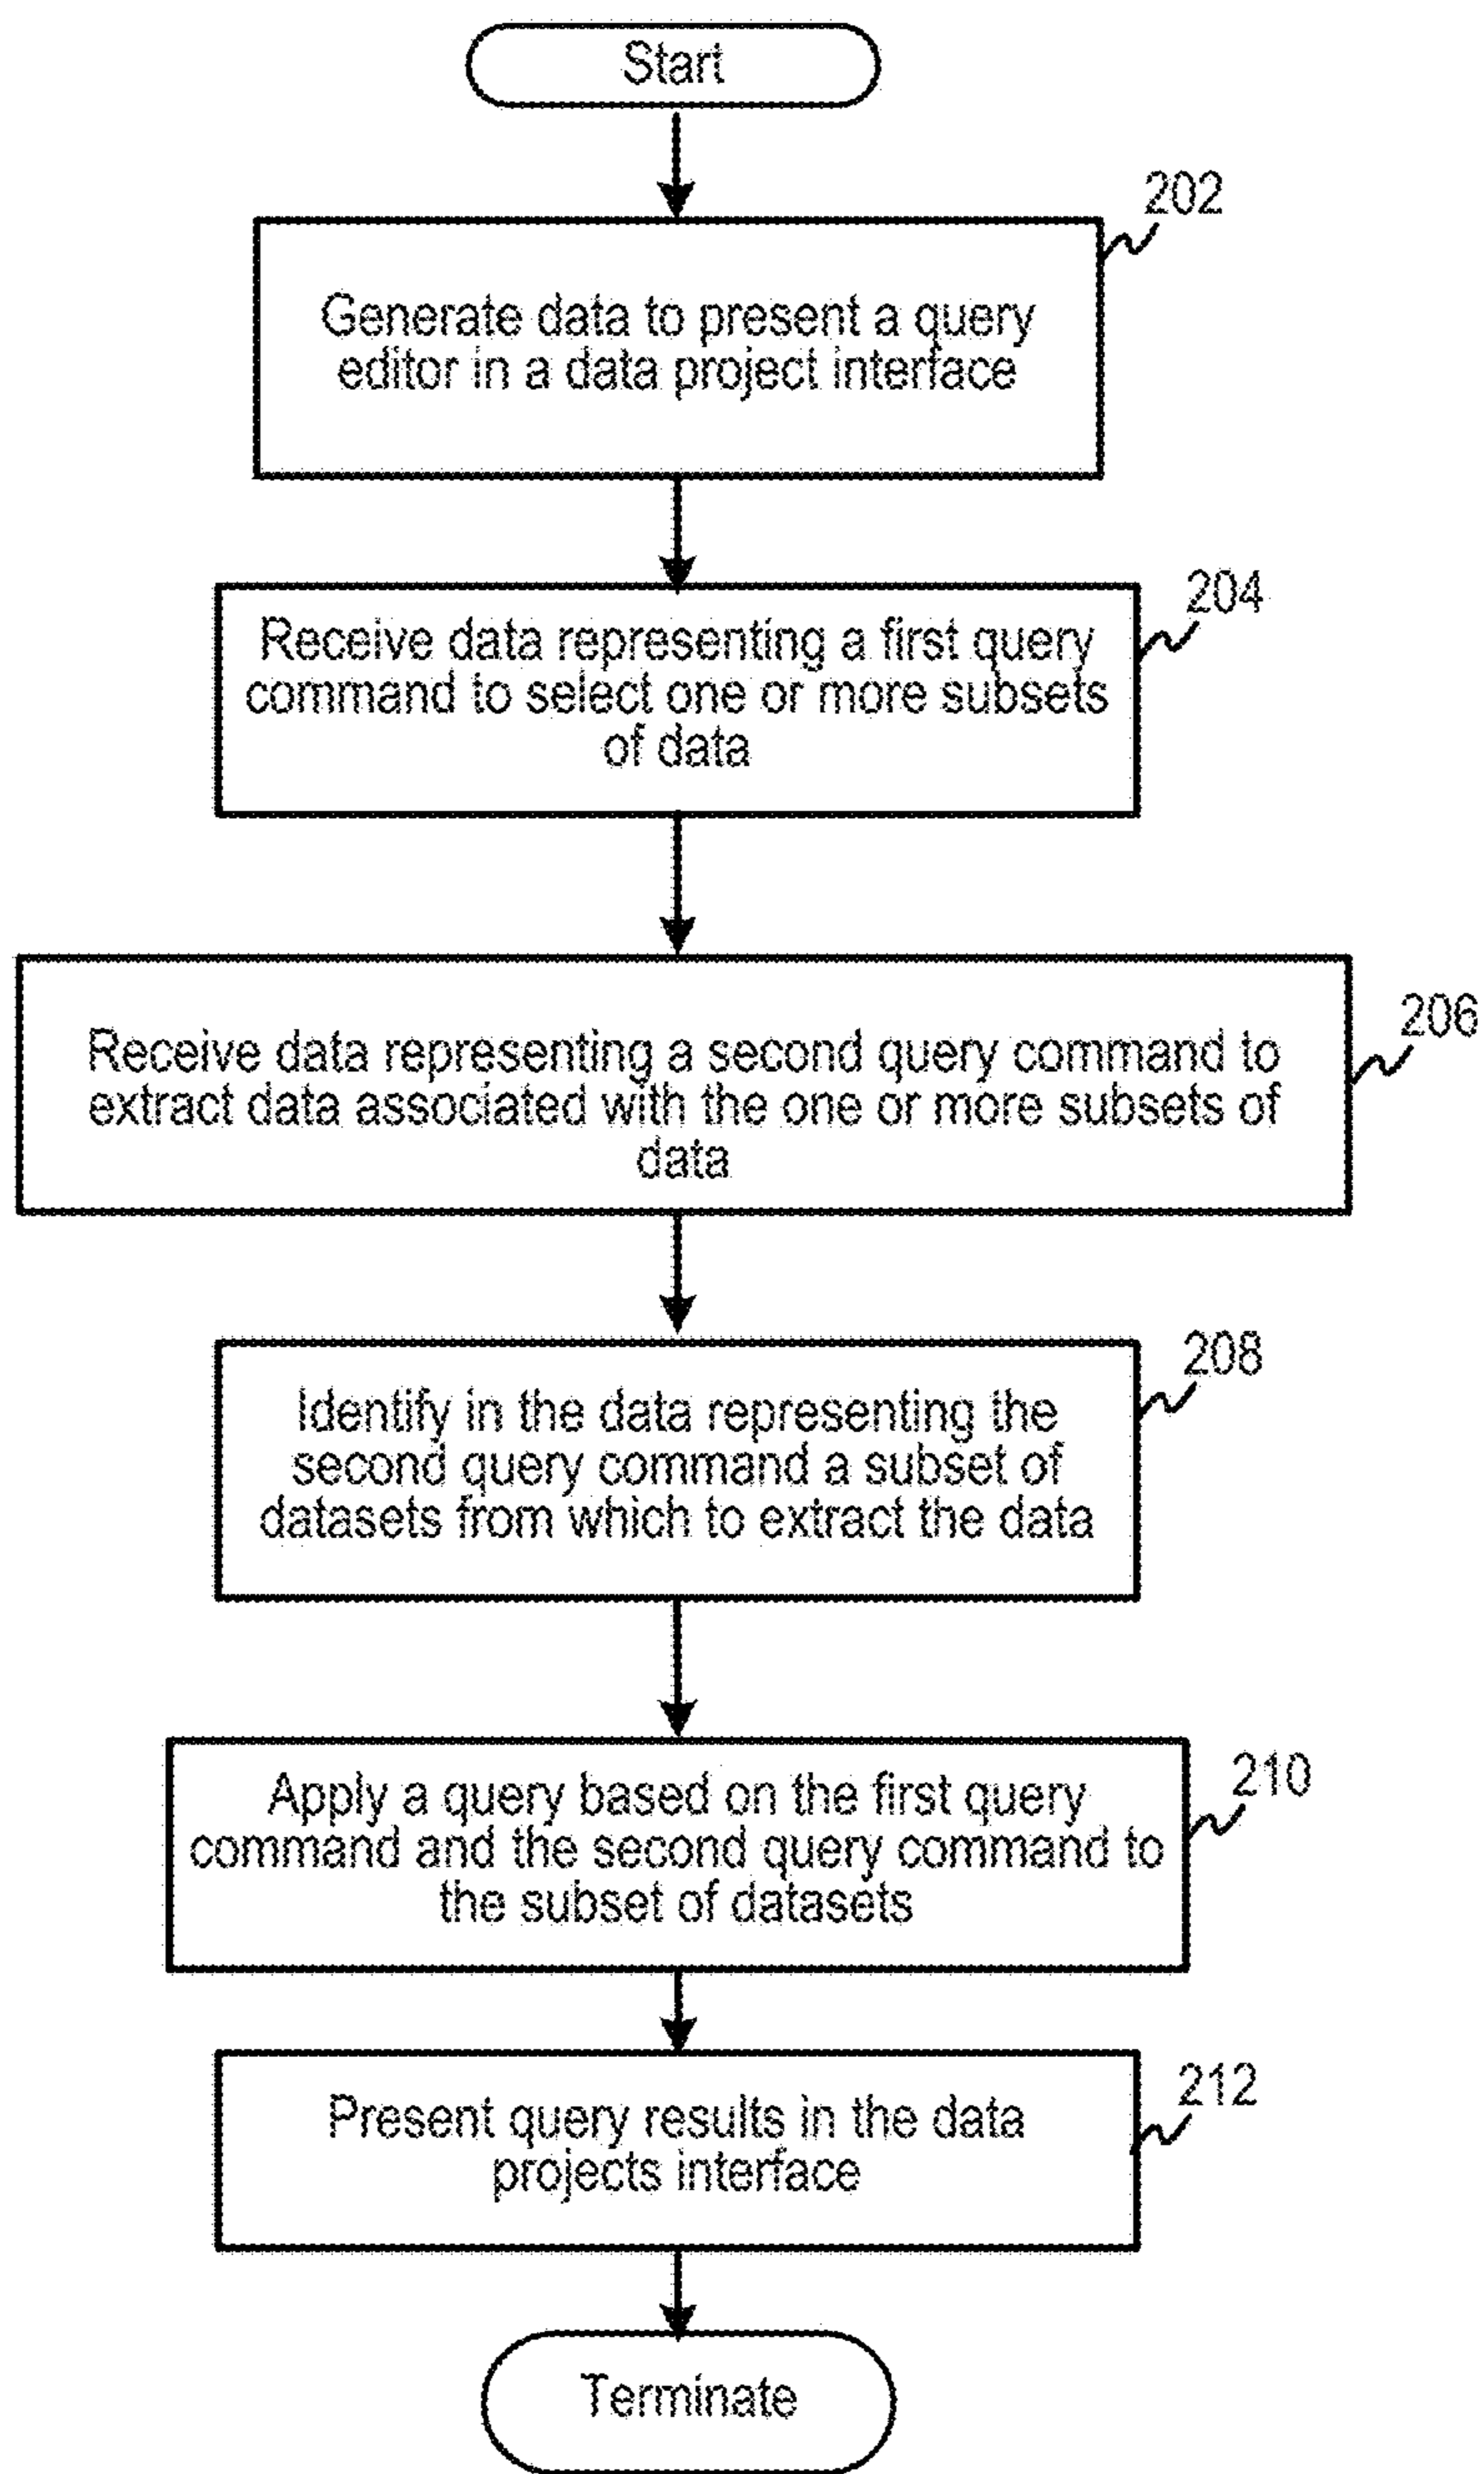 Start
202
Generate data to present a query
editor in a data project interface
204
Receive data representing a first query
command to select one or more subsets
of data
206
Receive data representing a second query command to
extract data associated with the one or more subsets of
data
208
Identify in the data representing the
second query command a subset of
datasets from which to extract the data
210
Apply a query based on the first query
command and the second query command to
the subset of datasets
212
Present query results in the data
projects interface
Terminate